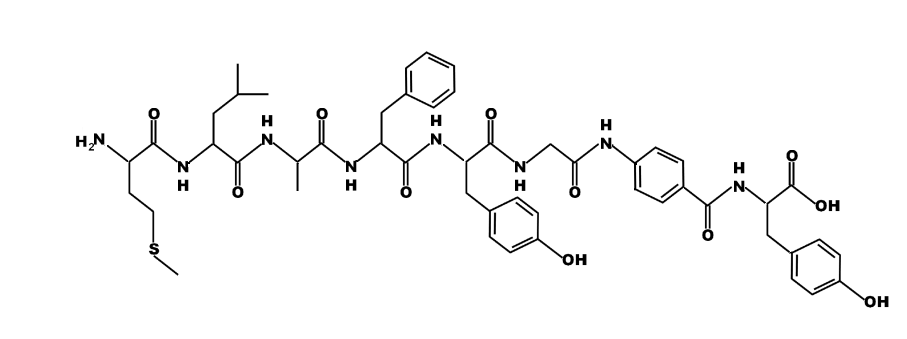 O O O
H H
H₂N N N
N N N H
H H H N
O O O O H O
N
OH
S O
OH
OH